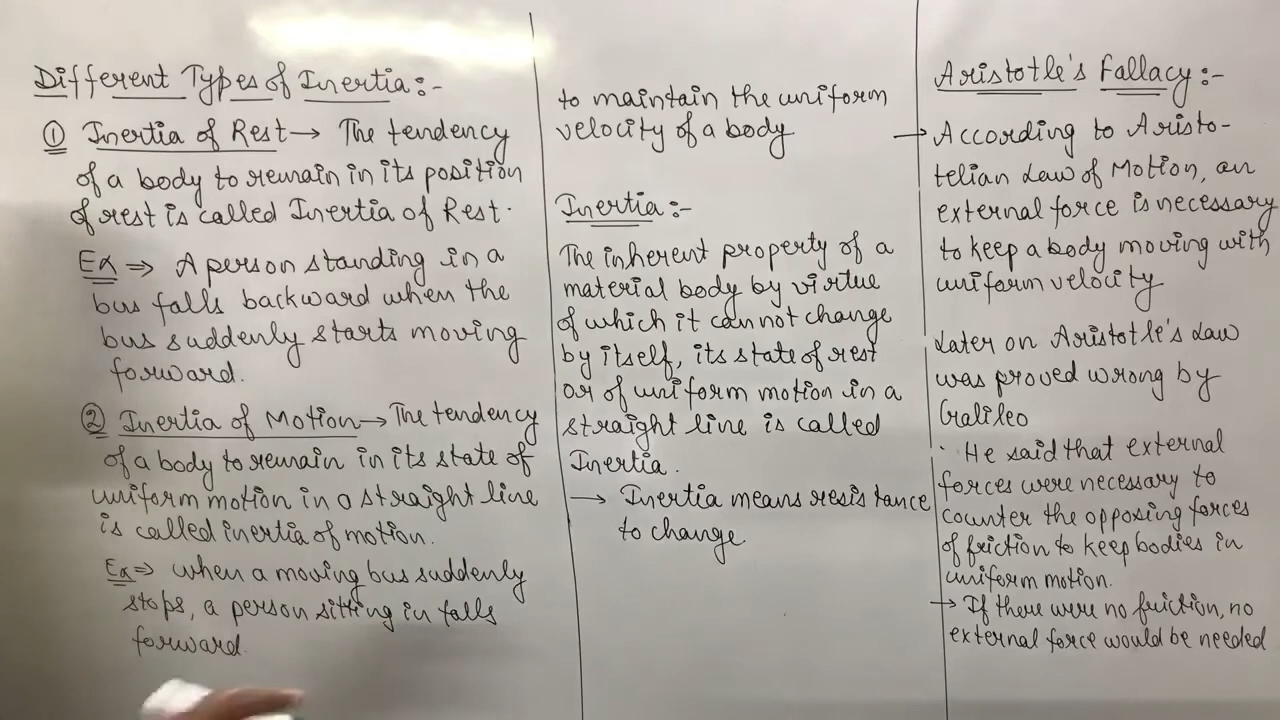 Different Types of Inertia:-
① Inertia of Rest → The tendency
of a body to remain in its position
of rest is called Inertia of Rest.
Ex ⇒ A person standing in a
bus falls backward when the
bus suddenly starts moving
forward.
② Inertia of Motion → The tendency
of a body to remain in its state of
uniform motion in a straight line
is called inertia of motion.
Ex ⇒ when a moving bus suddenly
stops, a person sitting in falls
forward.
to maintain the uniform
velocity of a body
Inertia:-
The inherent property of a
material body by virtue
of which it cannot change
by itself, its state of rest
or of uniform motion in a
straight line is called
Inertia.
→ Inertia means resistance
to change
Aristotle's Fallacy:-
→ According to Aristo-
telian Law of Motion, an
external force is necessary
to keep a body moving with
uniform velocity
Later on Aristotle's Law
was proved wrong by
Galileo
· He said that external
forces were necessary to
counter the opposing forces
of friction to keep bodies in
uniform motion.
→ If there were no friction, no
external force would be needed